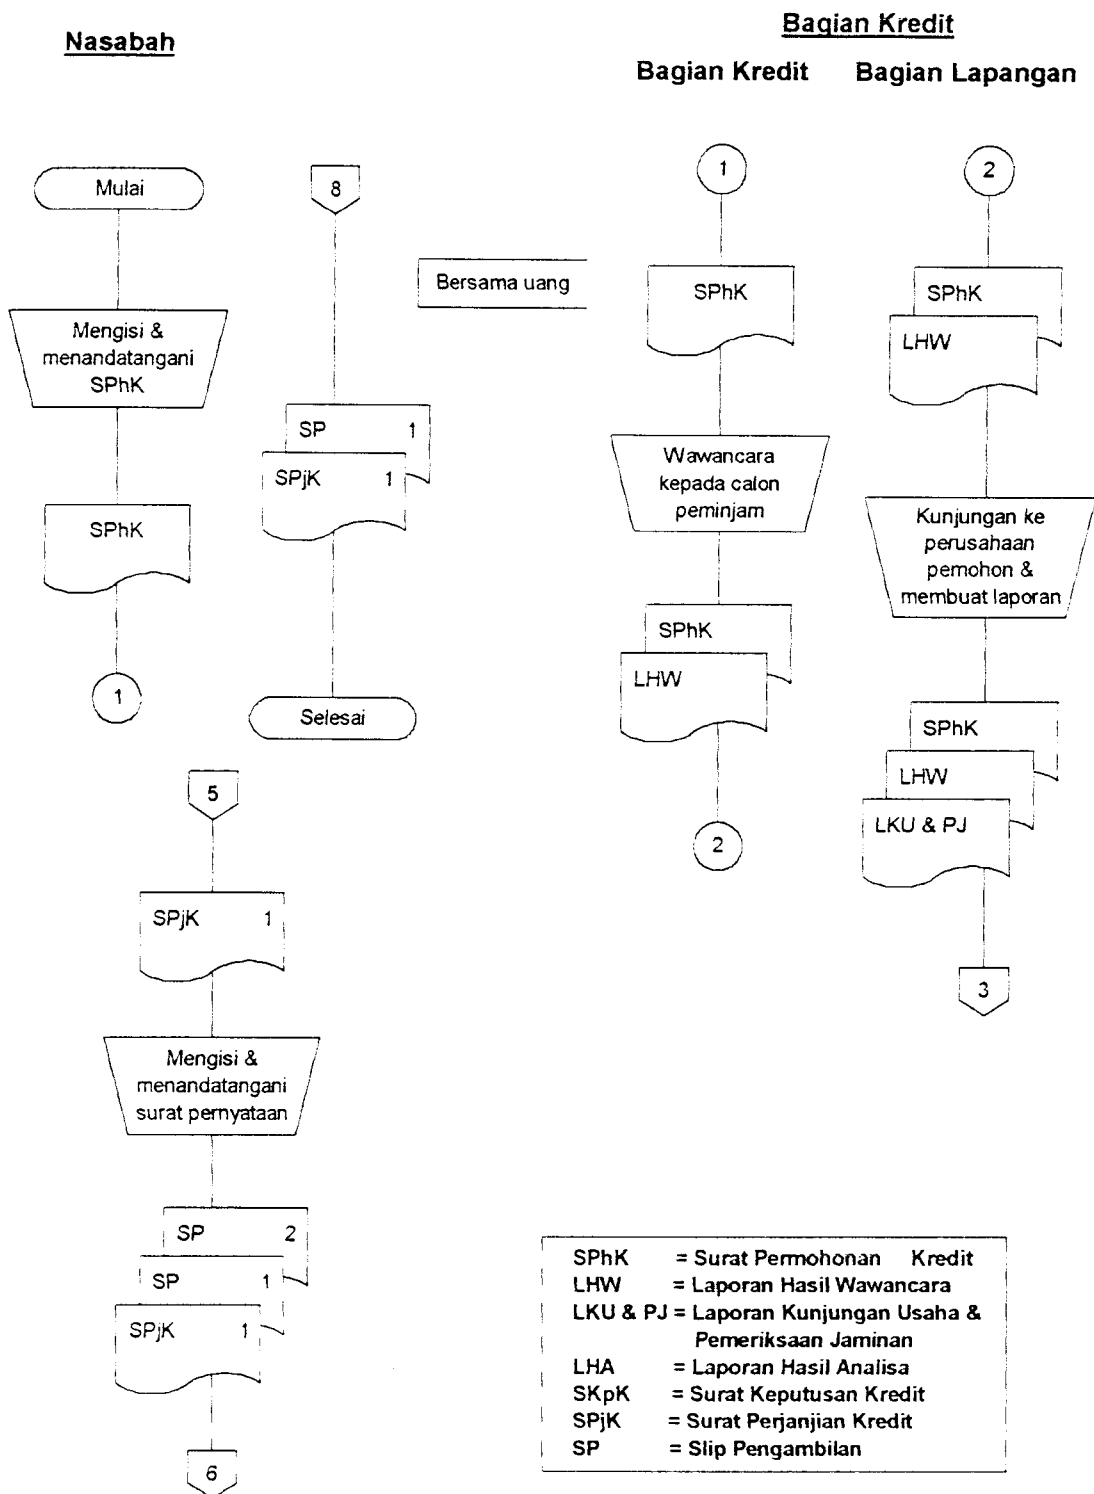 Nasabah
Mulai
Mengisi &
menandatangani
SPhK
SPhK
1
8
Bersama uang
SP 1
SPjK 1
Selesai
5
SPjK 1
Mengisi &
menandatangani
surat pernyataan
SP 2
SP 1
SPjK 1
6
Bagian Kredit
Bagian Kredit
1
SPhK
Wawancara
kepada calon
peminjam
SPhK
LHW
2
Bagian Lapangan
2
SPhK
LHW
Kunjungan ke
perusahaan
pemohon &
membuat laporan
SPhK
LHW
LKU & PJ
3
SPhK = Surat Permohonan Kredit
LHW = Laporan Hasil Wawancara
LKU & PJ = Laporan Kunjungan Usaha &
Pemeriksaan Jaminan
LHA = Laporan Hasil Analisa
SKpK = Surat Keputusan Kredit
SPjK = Surat Perjanjian Kredit
SP = Slip Pengambilan